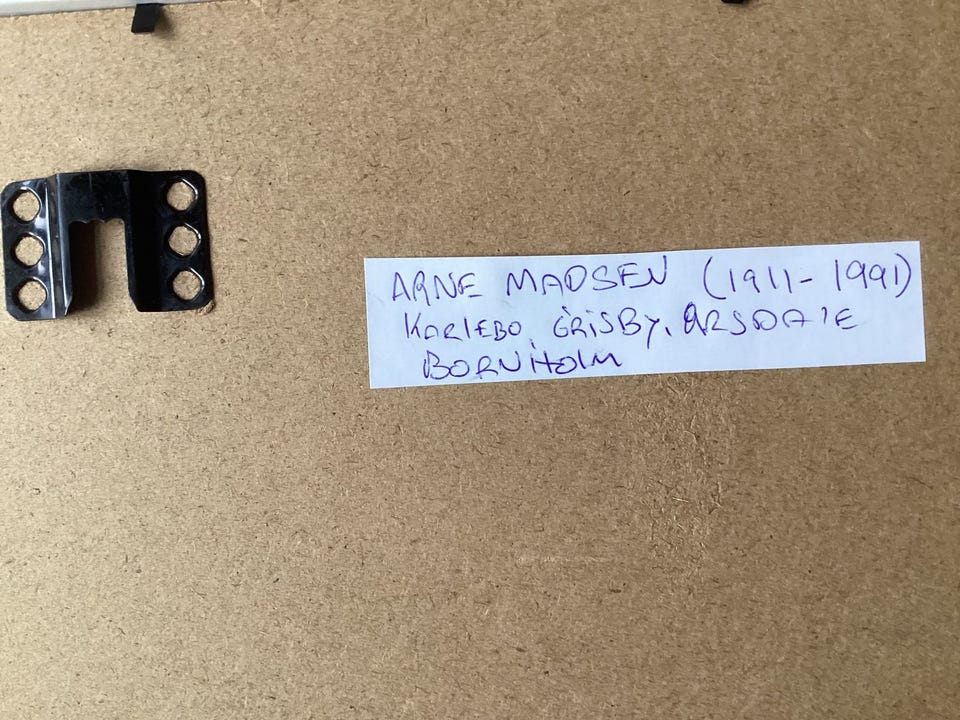 ARNE MADSEN (1911-1991)
KARlEBO, GRiSBY. ÅRSDAlE
BORNHOlM